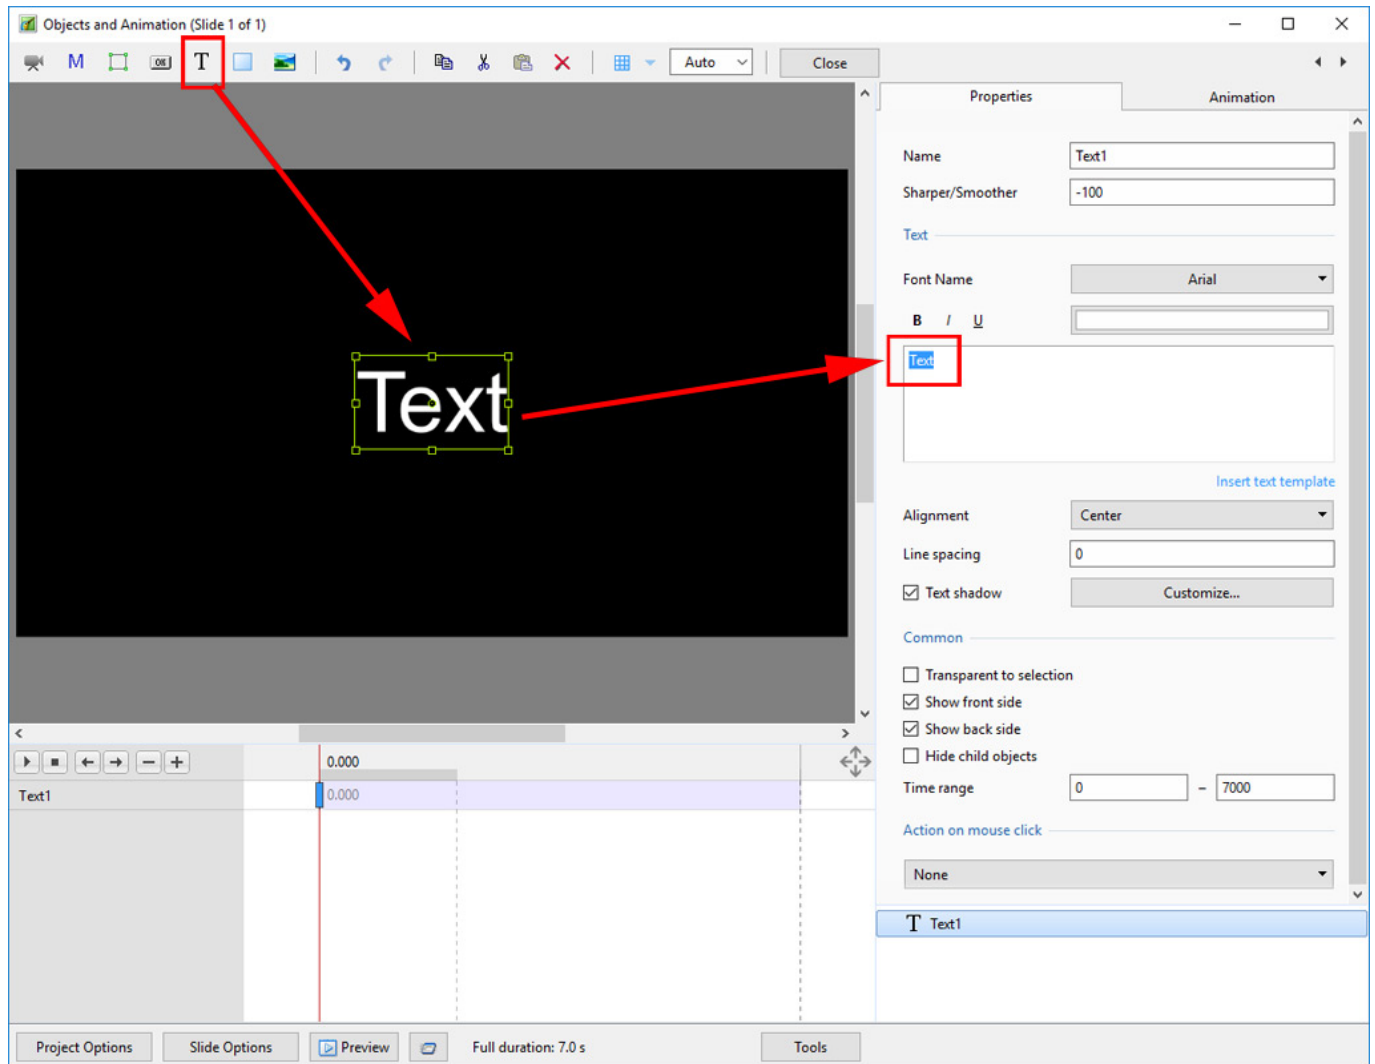 Objects and Animation (Slide 1 of 1)
M OK T Auto Close
Properties Animation
Name Text1
Sharper/Smoother -100
Text
Font Name Arial
B I U
Text
Text
Insert text template
Alignment Center
Line spacing 0
Text shadow Customize...
Common
Transparent to selection
Show front side
Show back side
Hide child objects
Time range 0 – 7000
Action on mouse click
None
T Text1
0.000
Text1 0.000
Project Options Slide Options Preview Full duration: 7.0 s Tools